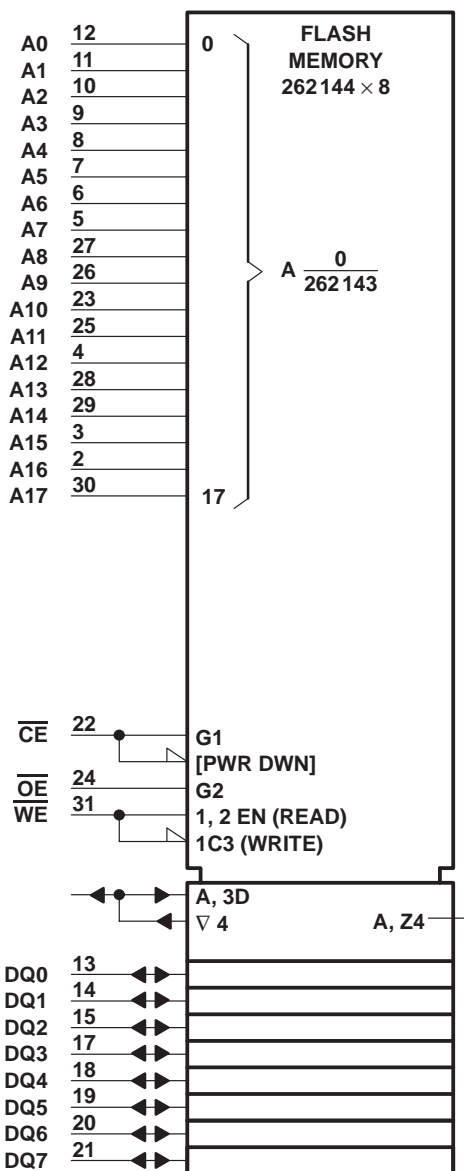 FLASH
MEMORY
262144 × 8
A0 12 0
A1 11
A2 10
A3 9
A4 8
A5 7
A6 6
A7 5
A8 27
A 0
262143
A9 26
A10 23
A11 25
A12 4
A13 28
A14 29
A15 3
A16 2
A17 30 17
C̅E̅ 22 G1
[PWR DWN]
O̅E̅ 24 G2
W̅E̅ 31 1, 2 EN (READ)
1C3 (WRITE)
A, 3D
∇ 4 A, Z4
DQ0 13
DQ1 14
DQ2 15
DQ3 17
DQ4 18
DQ5 19
DQ6 20
DQ7 21